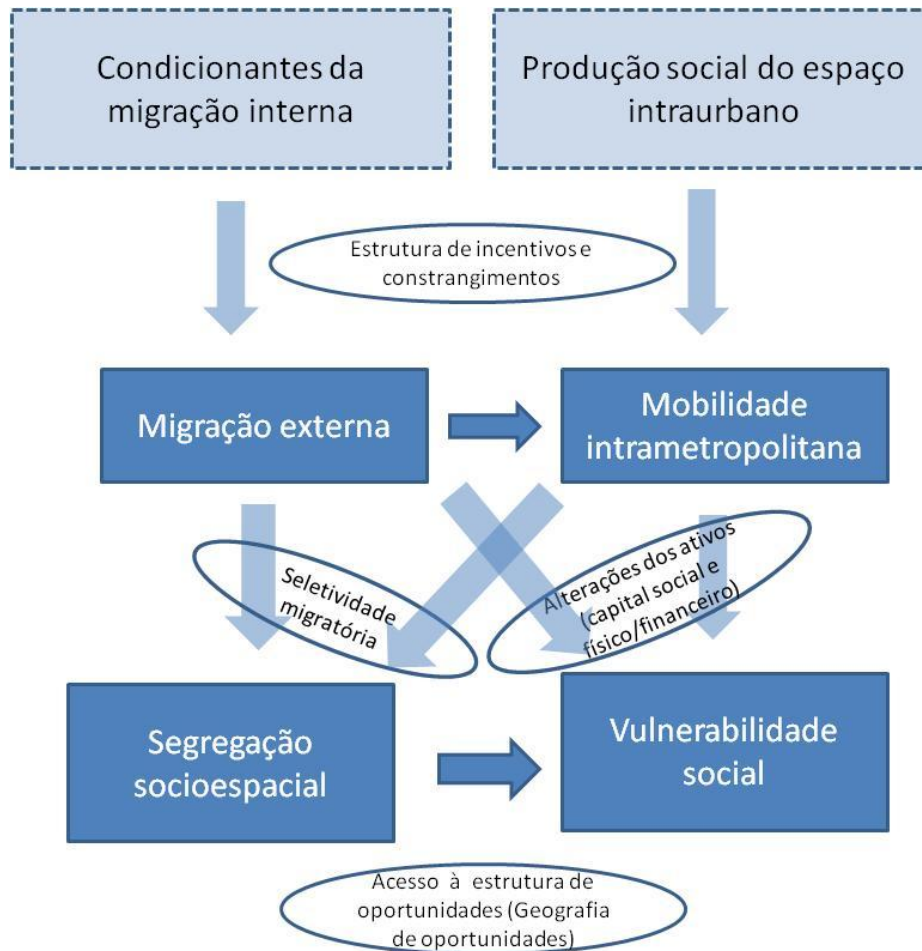 Condicionantes da
migração interna
Produção social do espaço
intraurbano
Estrutura de incentivos e
constrangimentos
Migração externa
Mobilidade
intrametropolitana
Seletividade
migratória
Alterações dos ativos
(capital social e
físico/financeiro)
Segregação
socioespacial
Vulnerabilidade
social
Acesso à estrutura de
oportunidades (Geografia
de oportunidades)